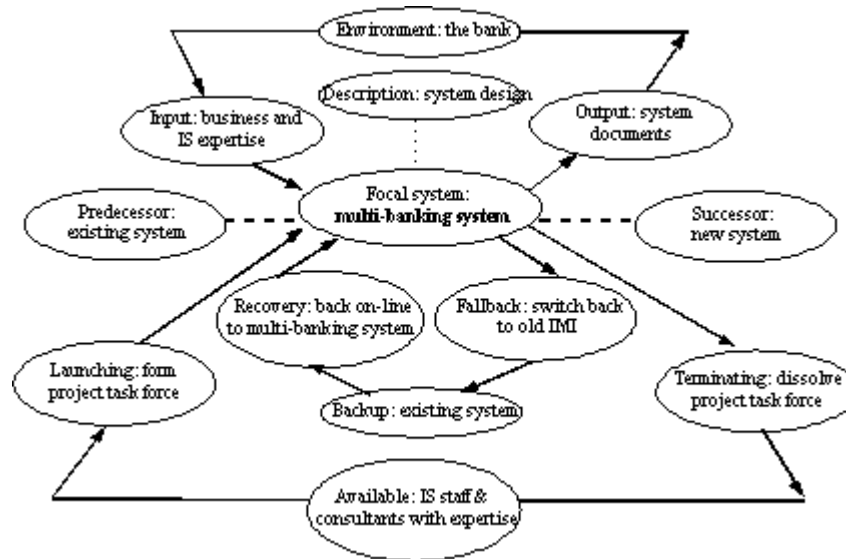 Environment: the bank
Description: system design
Input: business and
IS expertise
Output: system
documents
Focal system:
multi-banking system
Predecessor:
existing system
Successor:
new system
Recovery: back on-line
to multi-banking system
Fallback: switch back
to old IMI
Launching: form
project task force
Terminating: dissolve
project task force
Backup: existing system
Available: IS staff &
consultants with expertise